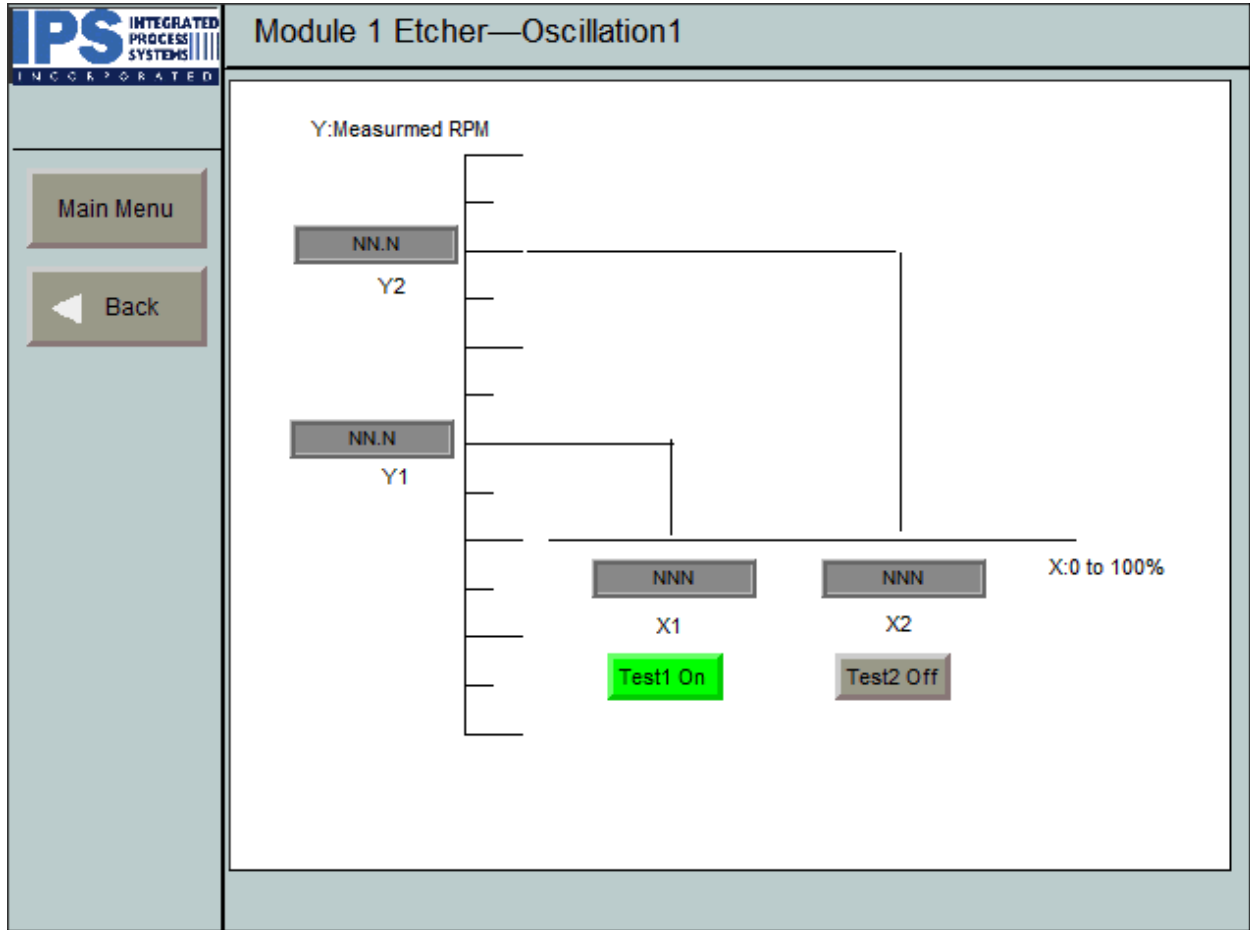 IPS INTEGRATED
PROCESS
SYSTEMS
INCORPORATED
Module 1 Etcher—Oscillation1
Main Menu
Back
Y:Measurmed RPM
NN.N
Y2
NN.N
Y1
NNN
NNN
X:0 to 100%
X1
X2
Test1 On
Test2 Off